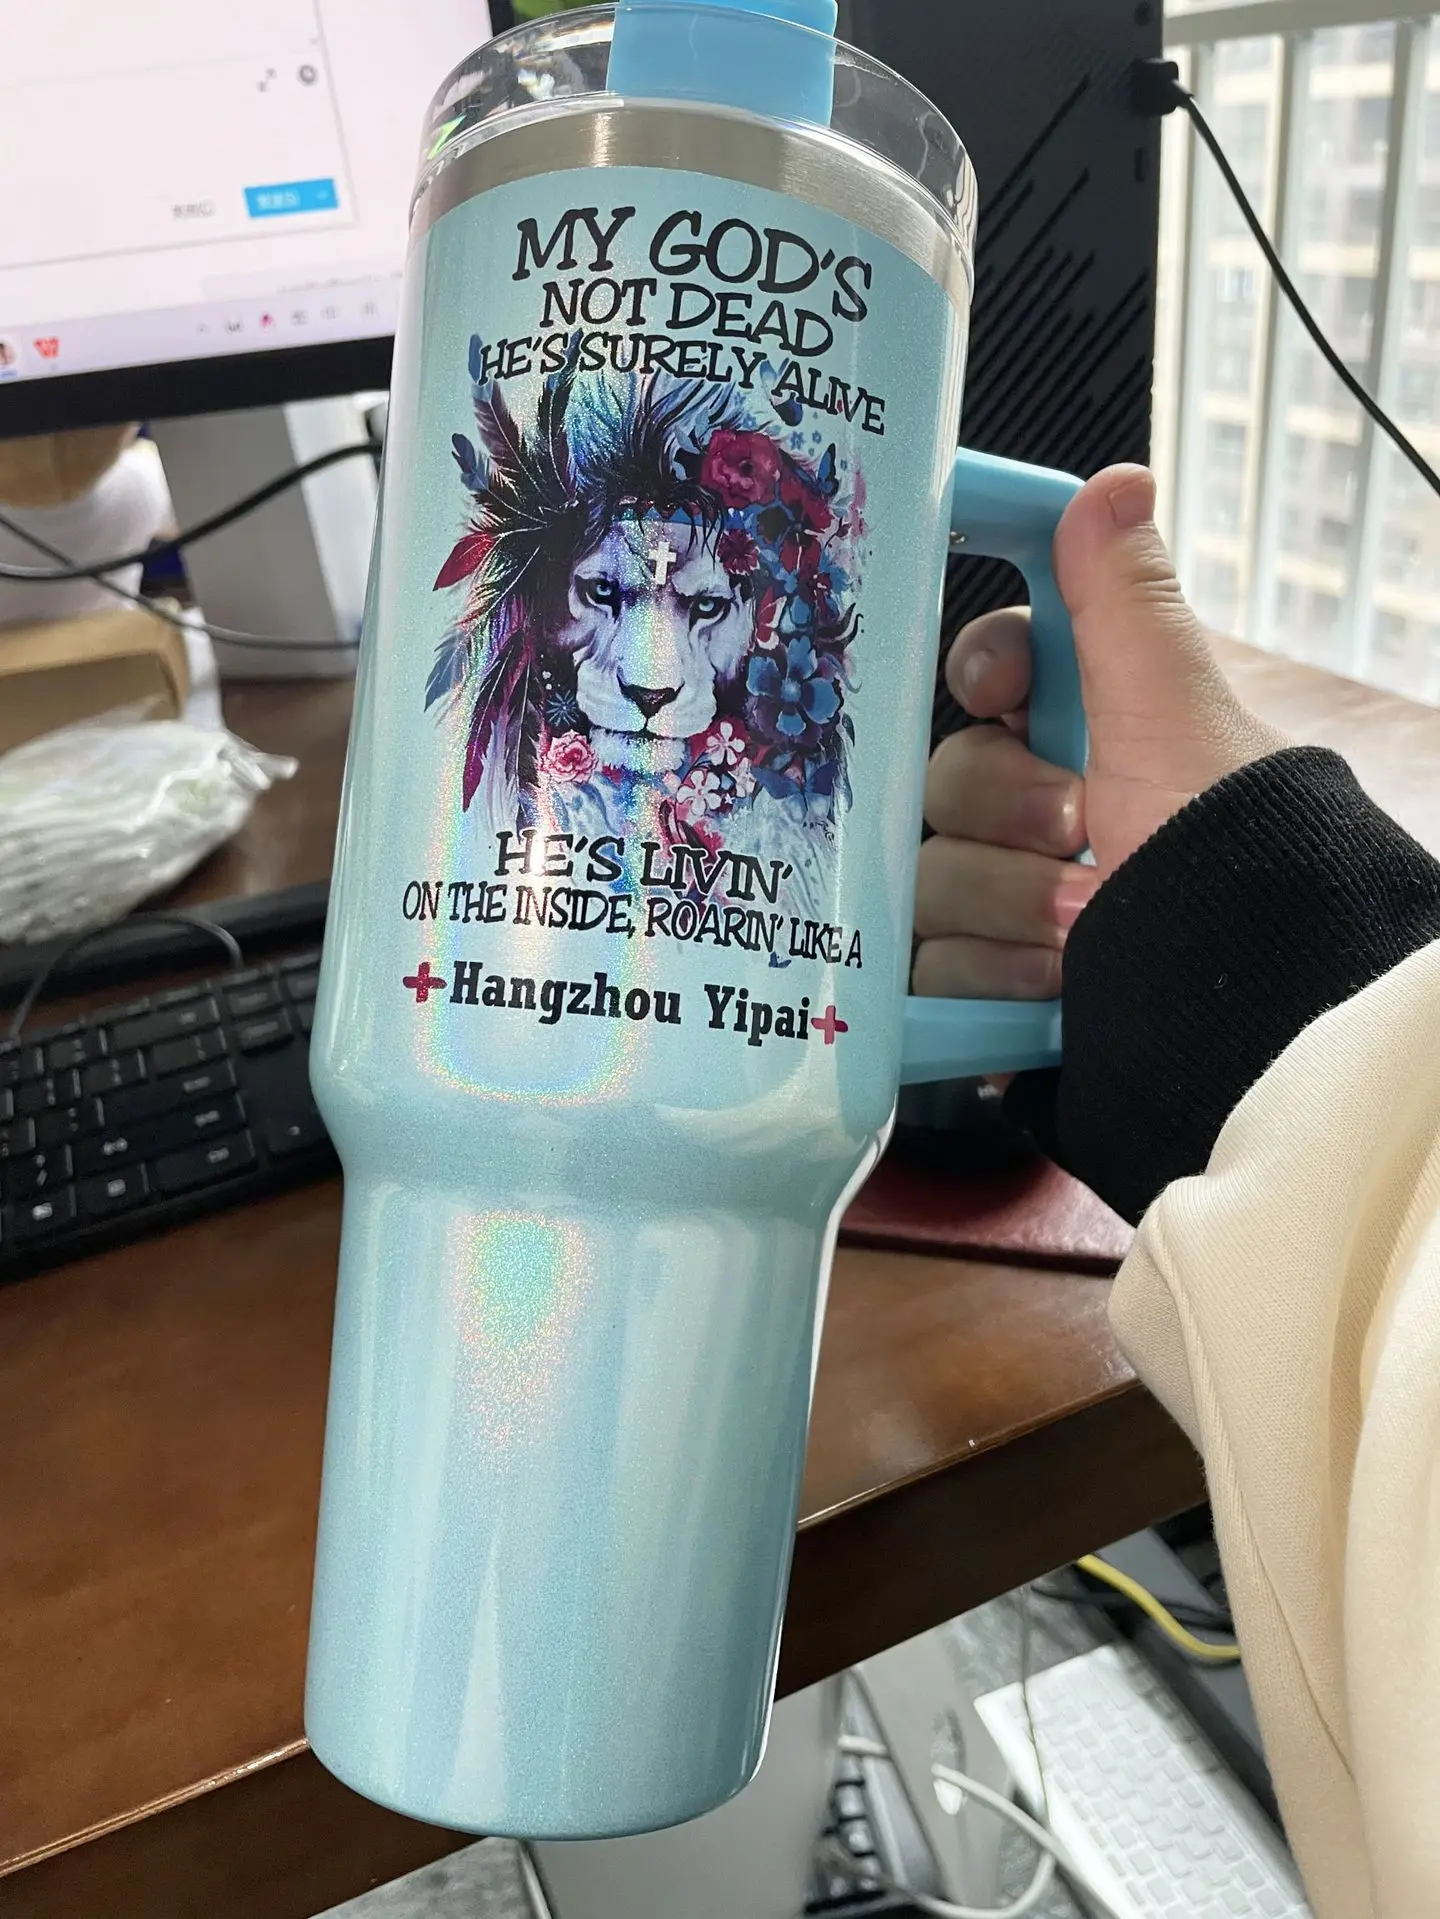 MY GOD'S
NOT DEAD
HE'S SURELY ALIVE
HE'S LIVIN'
ON THE INSIDE, ROARIN' LIKE A
Hangzhou Yipai